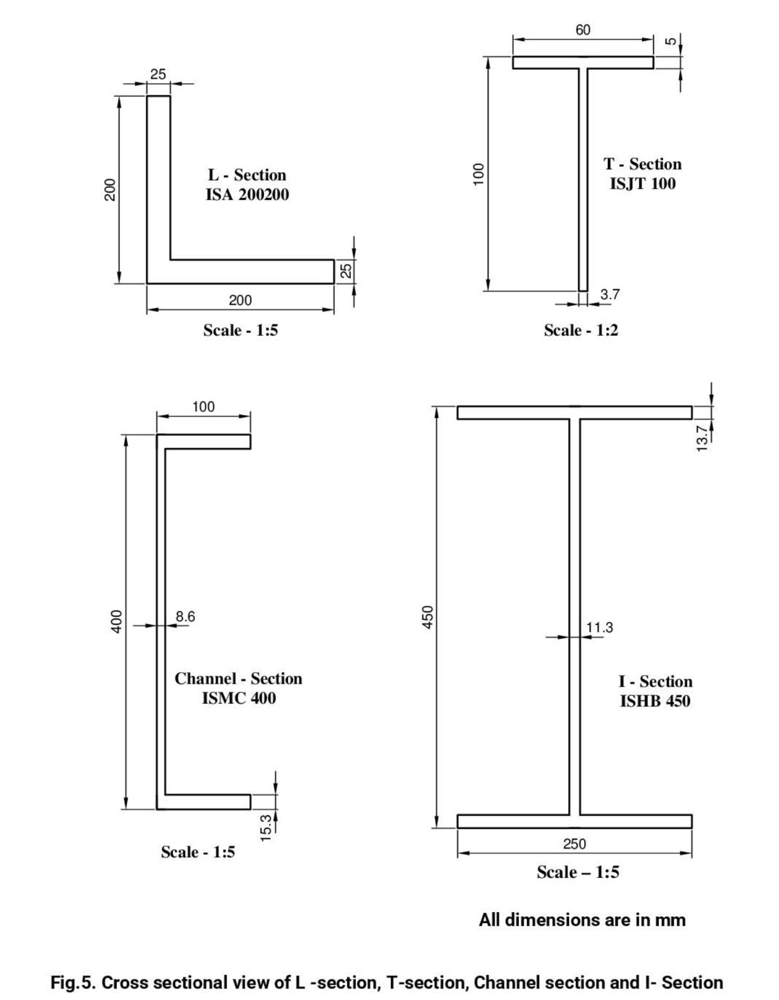 25
200
L - Section
ISA 200200
25
200
Scale - 1:5
60
5
100
T - Section
ISJT 100
3.7
Scale - 1:2
100
400
8.6
Channel - Section
ISMC 400
15.3
Scale - 1:5
13.7
450
11.3
I - Section
ISHB 450
250
Scale – 1:5
All dimensions are in mm
Fig.5. Cross sectional view of L -section, T-section, Channel section and I- Section